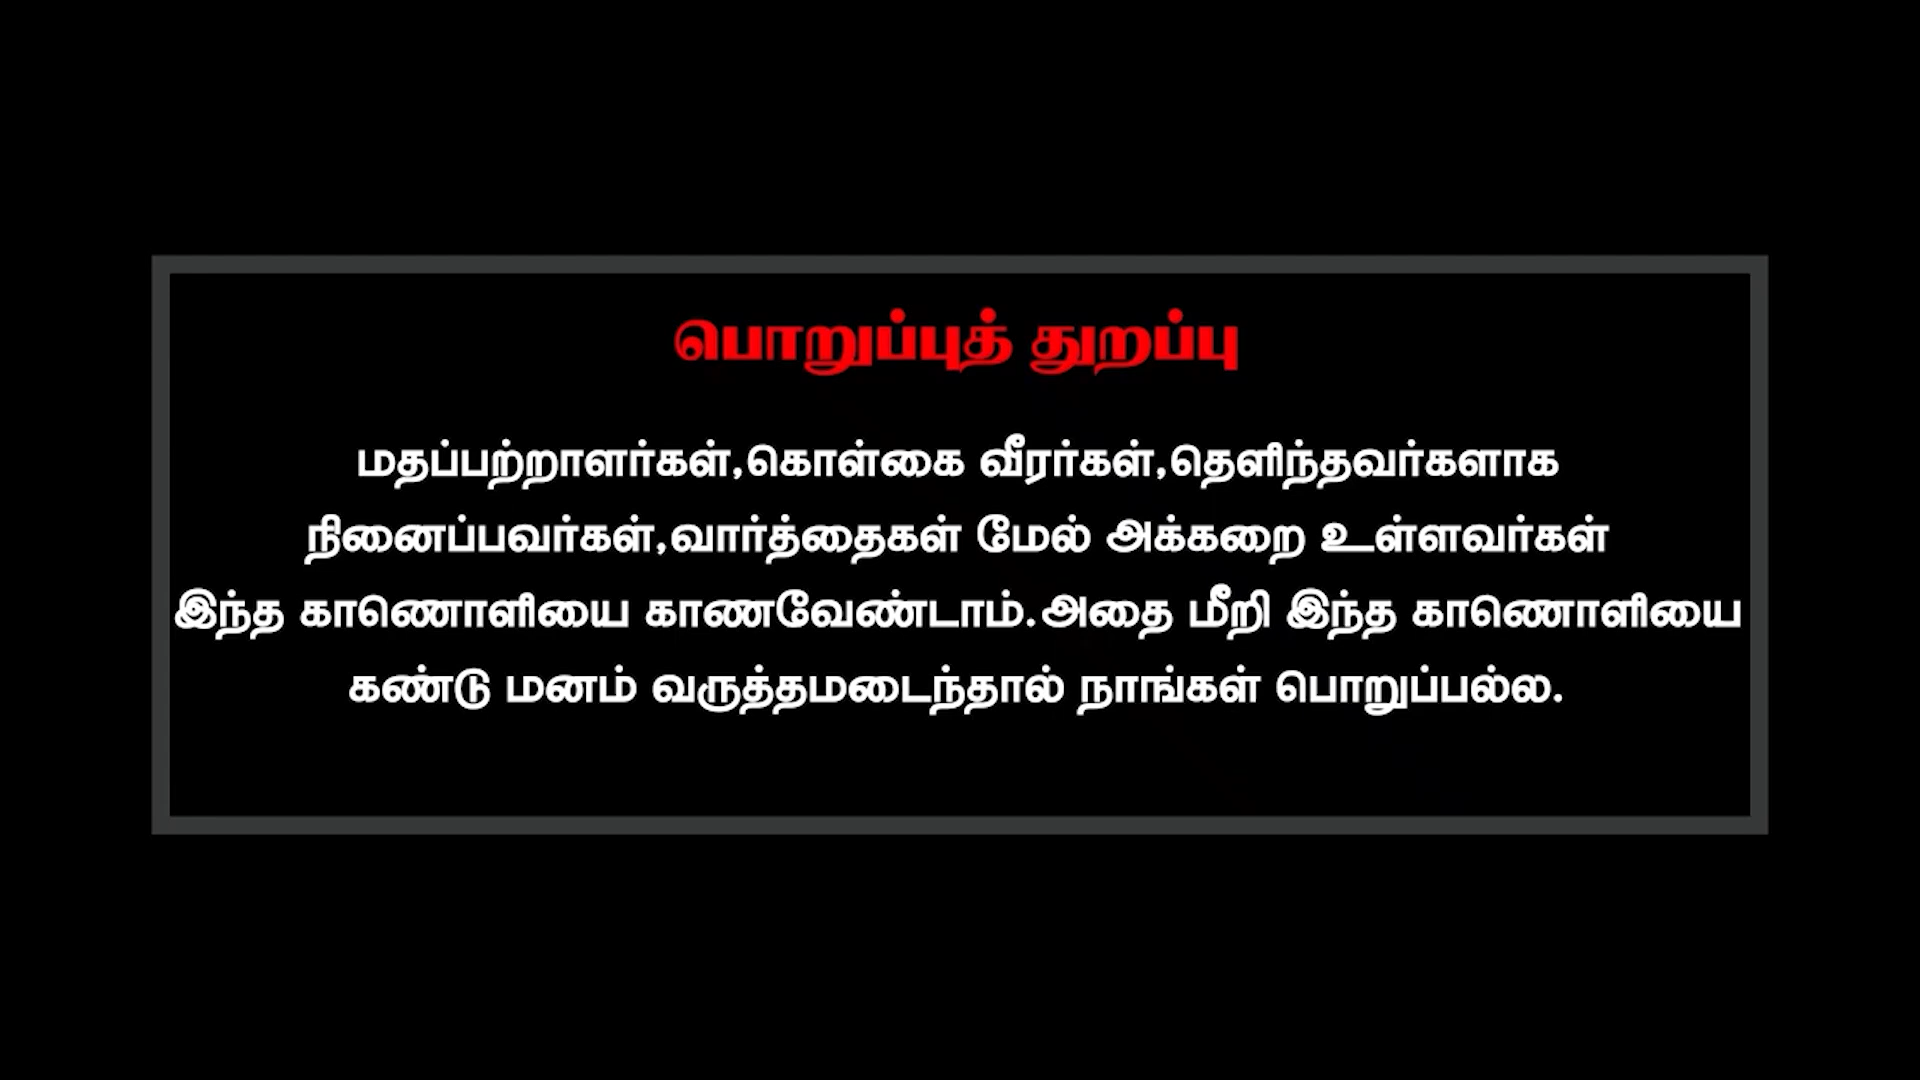 பொறுப்புத் துறப்பு
மதப்பற்றாளர்கள்,கொள்கை வீரர்கள்,தெளிந்தவர்களாக
நினைப்பவர்கள்,வார்த்தைகள் மேல் அக்கறை உள்ளவர்கள்
இந்த காணொளியை காணவேண்டாம்.அதை மீறி இந்த காணொளியை
கண்டு மனம் வருத்தமடைந்தால் நாங்கள் பொறுப்பல்ல.